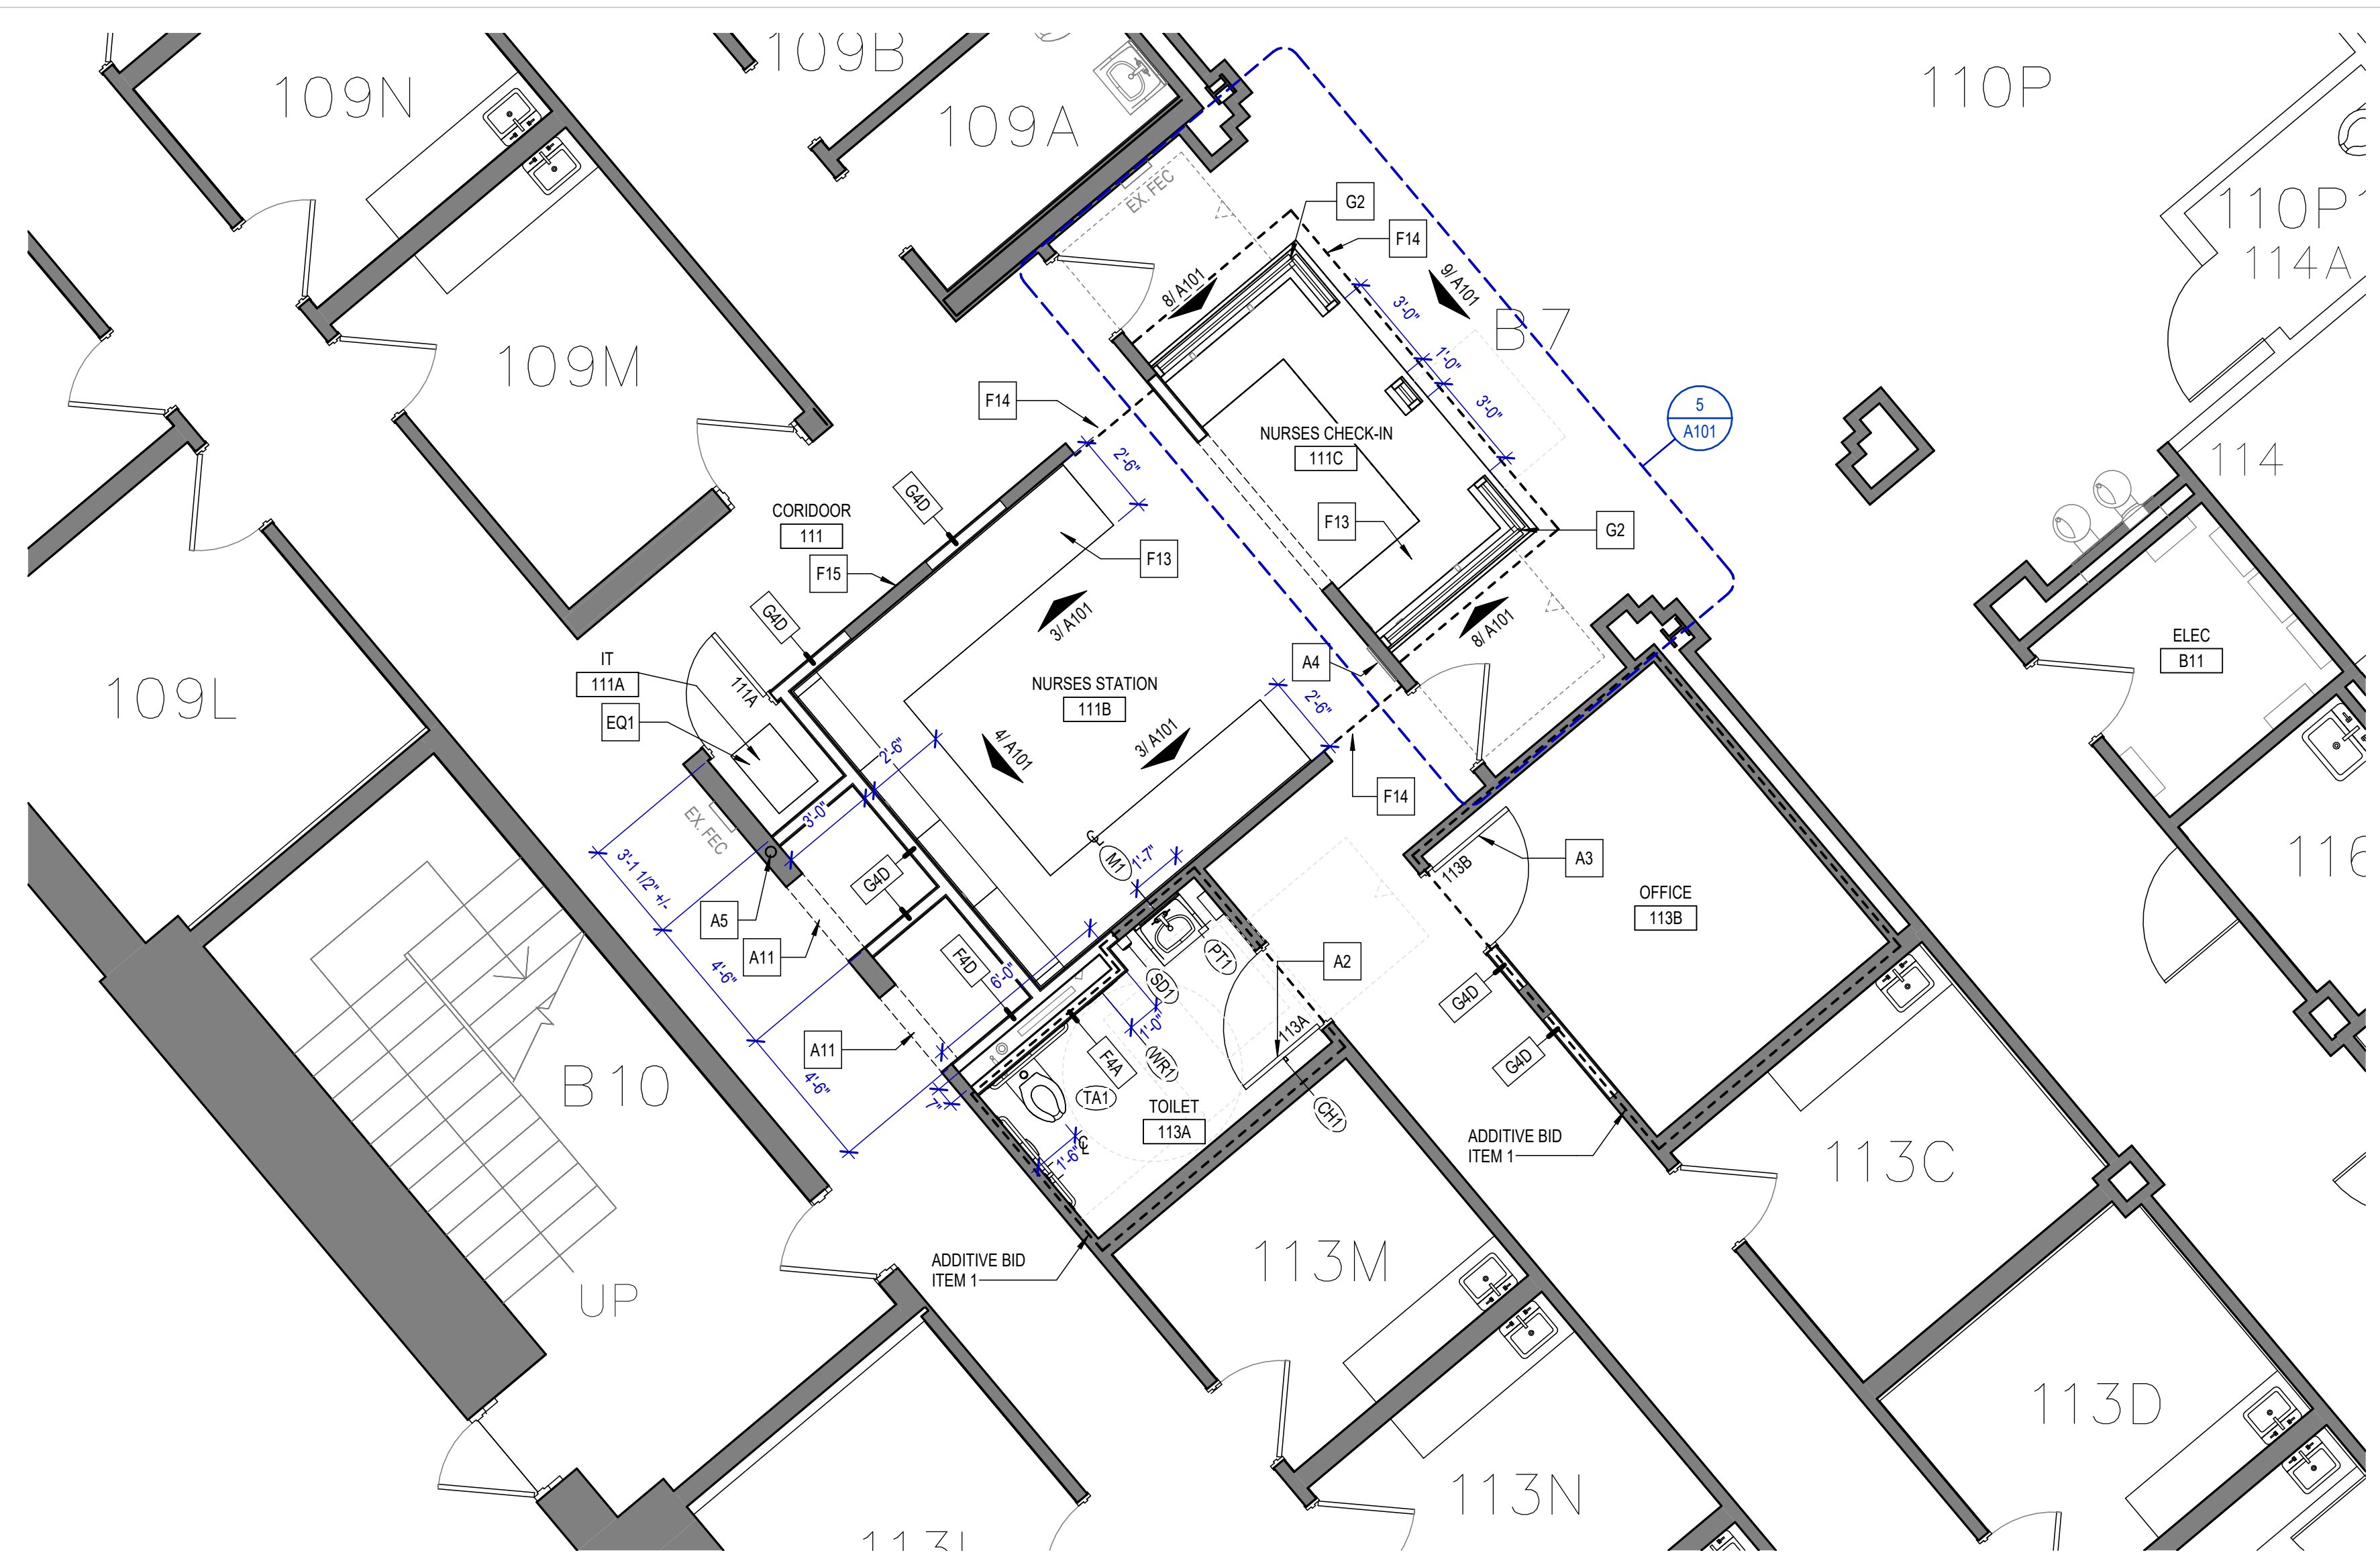 109N
109B
109A
110P
110P1
114A
109M
EX. FEC
G2
F14
8/ A101
9/ A101
3'-0"
1'-0"
3'-0"
B 7
5
A101
F14
2'-6"
NURSES CHECK-IN
111C
F13
G2
114
G4D
CORIDOOR
111
F15
F13
G4D
3/ A101
8/ A101
A4
ELEC
B11
IT
111A
111A
EQ1
109L
NURSES STATION
111B
2'-6"
4/ A101
3/ A101
2'-6"
F14
EX. FEC
3'-0"
3'-1 1/2" +/-
G4D
CL
M1
1'-7"
113B
A3
OFFICE
113B
116
A5
A11
4'-6"
F4D
6'-0"
SD1
PT1
A2
G4D
G4D
A11
4'-6"
7"
1'-0"
WR1
F4A
TA1
113A
TOILET
113A
CH1
CL
1'-6"
B10
UP
ADDITIVE BID
ITEM 1
ADDITIVE BID
ITEM 1
113C
113M
113D
113N